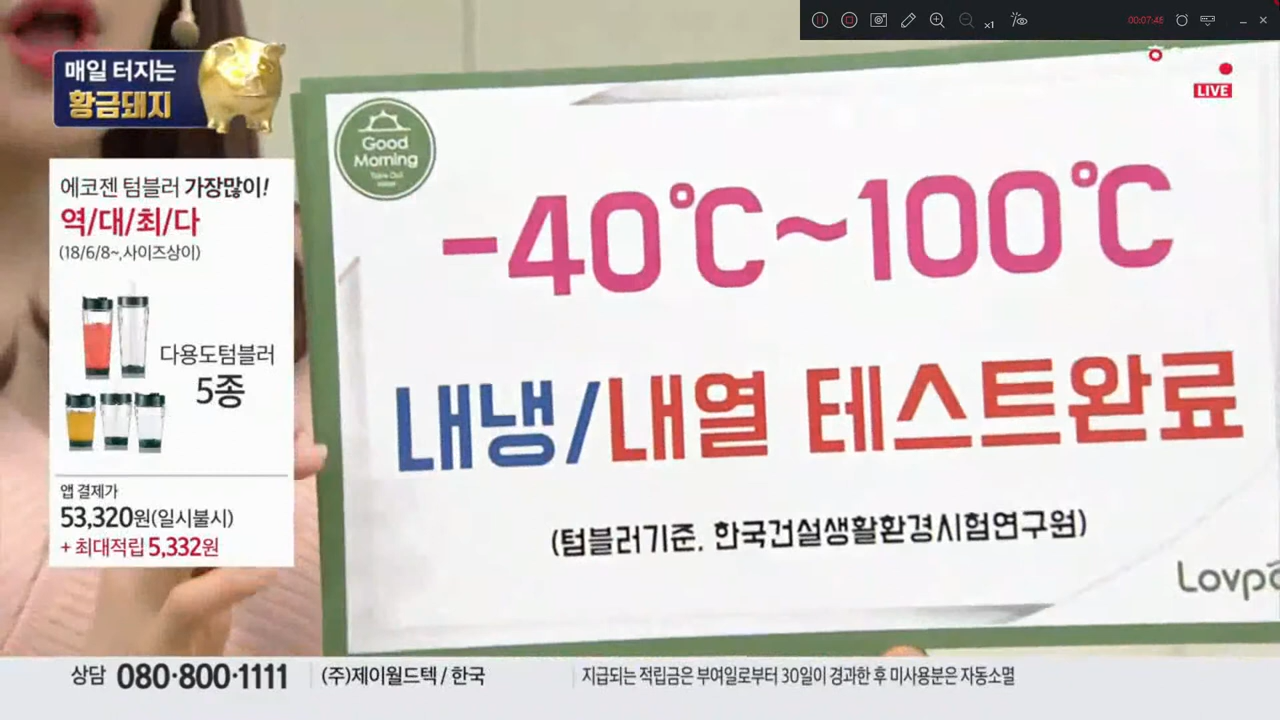 x1
00:07:48
매일 터지는
황금돼지
LIVE
에코젠 텀블러 가장많이!
역/대/최/다
(18/6/8~,사이즈상이)
다용도텀블러
5종
앱 결제가
53,320원(일시불시)
+ 최대적립 5,332원
Good
Morning
-40℃~100℃
내냉/내열 테스트완료
(텀블러기준. 한국건설생활환경시험연구원)
상담 080·800·1111
(주)제이월드텍 / 한국
지급되는 적립금은 부여일로부터 30일이 경과한 후 미사용분은 자동소멸